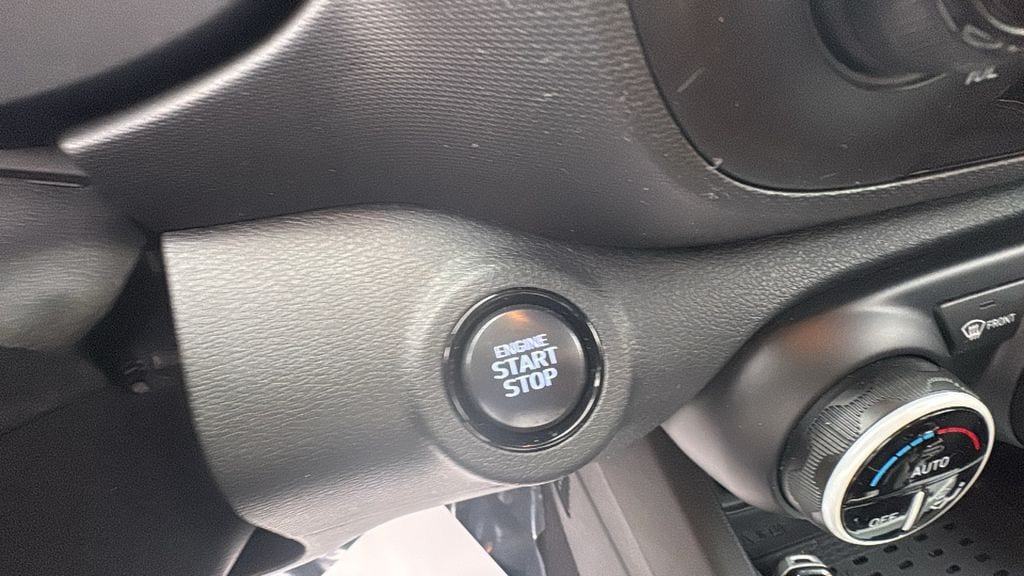 ENGINE
START
STOP
FRONT
AUTO
OFF